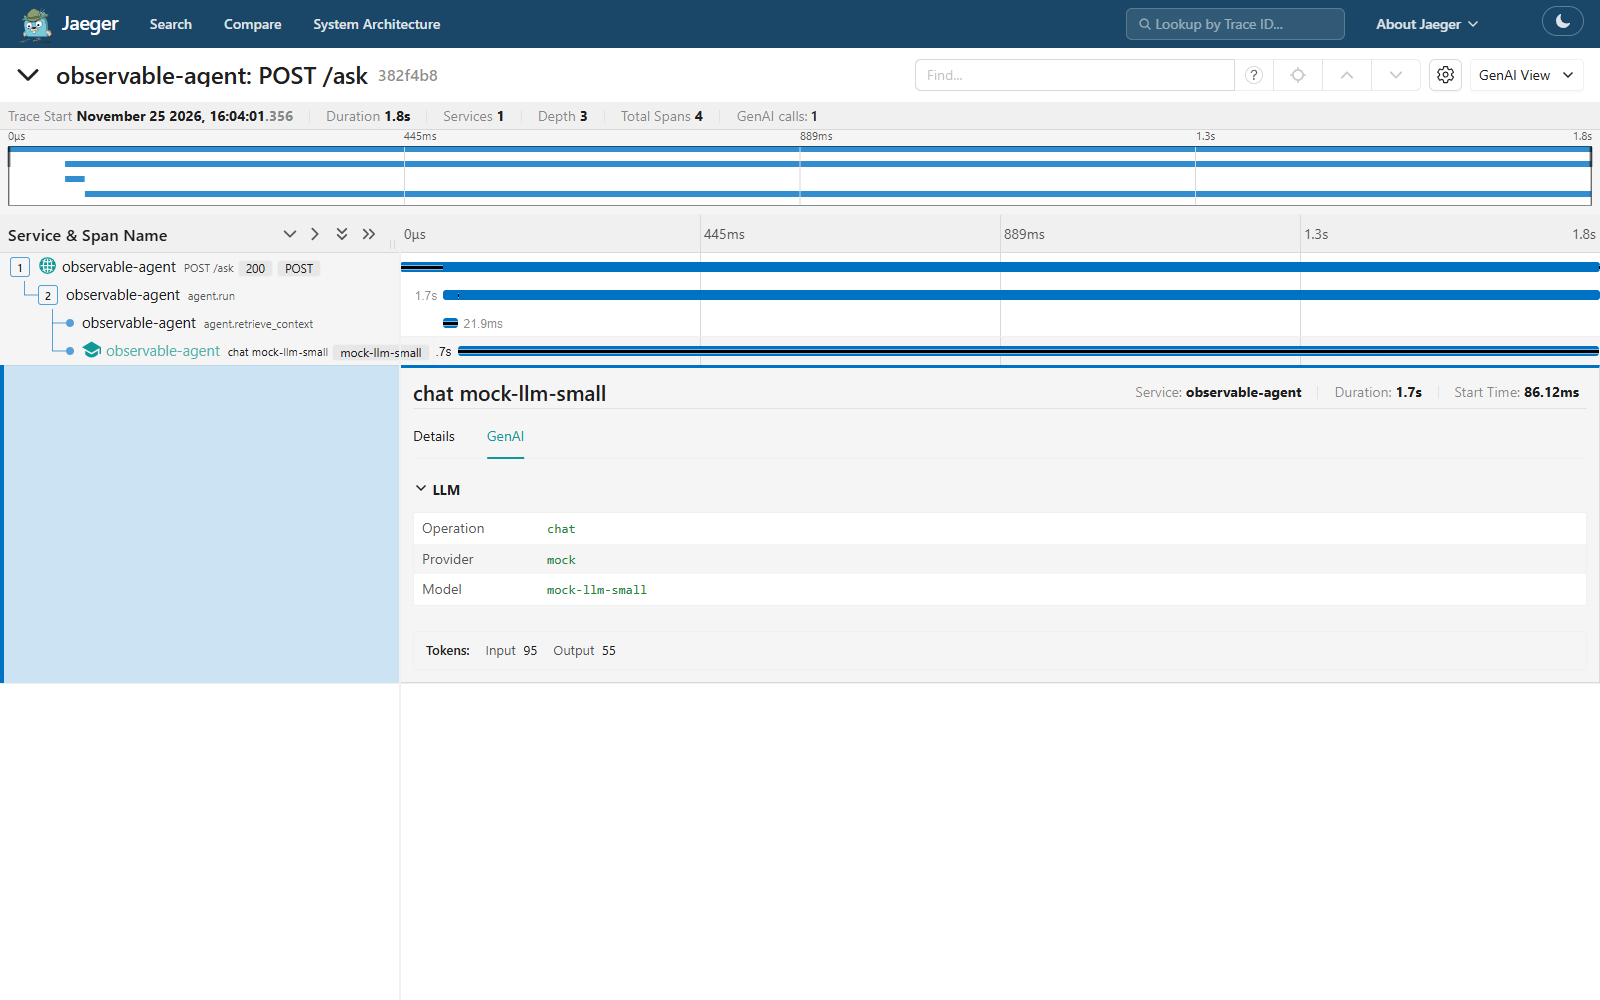 Jaeger Search Compare System Architecture Lookup by Trace ID... About Jaeger
observable-agent: POST /ask 382f4b8 Find... ? GenAI View
Trace Start November 25 2026, 16:04:01.356 Duration 1.8s Services 1 Depth 3 Total Spans 4 GenAI calls: 1
0μs 445ms 889ms 1.3s 1.8s
Service & Span Name 0μs 445ms 889ms 1.3s 1.8s
1 observable-agent POST /ask 200 POST
2 observable-agent agent.run 1.7s
observable-agent agent.retrieve_context 21.9ms
observable-agent chat mock-llm-small mock-llm-small .7s
chat mock-llm-small Service: observable-agent Duration: 1.7s Start Time: 86.12ms
Details GenAI
LLM
Operation chat
Provider mock
Model mock-llm-small
Tokens: Input 95 Output 55